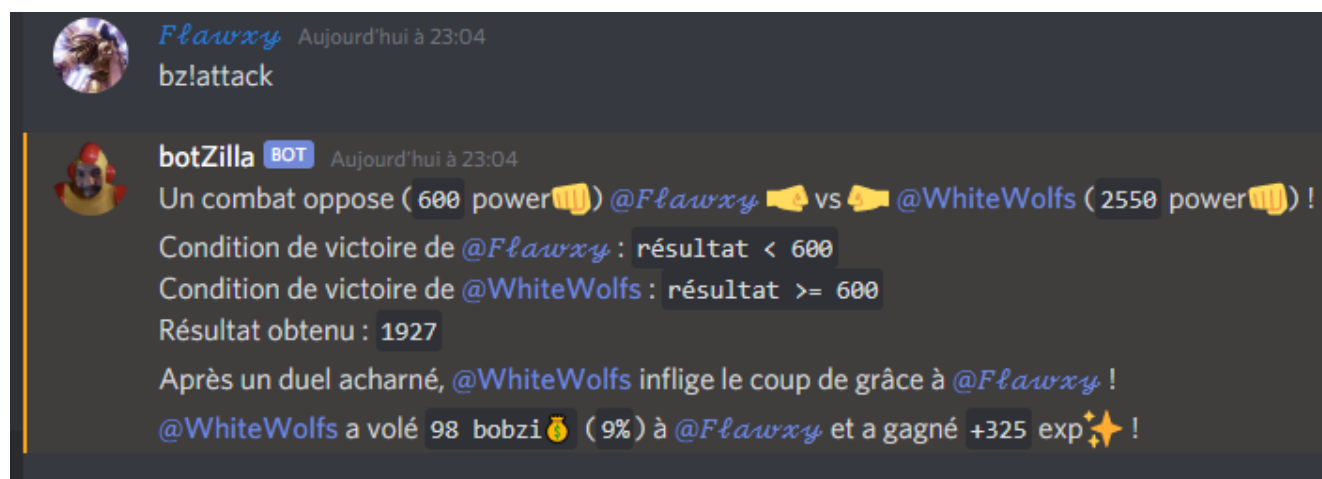 𝓕𝓵𝓪𝔀𝔁𝔂 Aujourd'hui à 23:04
bz!attack
botZilla BOT Aujourd'hui à 23:04
Un combat oppose ( 600 power👊) @𝓕𝓵𝓪𝔀𝔁𝔂 🤜 vs 🤛 @WhiteWolfs ( 2550 power👊) !
Condition de victoire de @𝓕𝓵𝓪𝔀𝔁𝔂 : résultat < 600
Condition de victoire de @WhiteWolfs : résultat >= 600
Résultat obtenu : 1927
Après un duel acharné, @WhiteWolfs inflige le coup de grâce à @𝓕𝓵𝓪𝔀𝔁𝔂 !
@WhiteWolfs a volé 98 bobzi💰 (9%) à @𝓕𝓵𝓪𝔀𝔁𝔂 et a gagné +325 exp✨ !